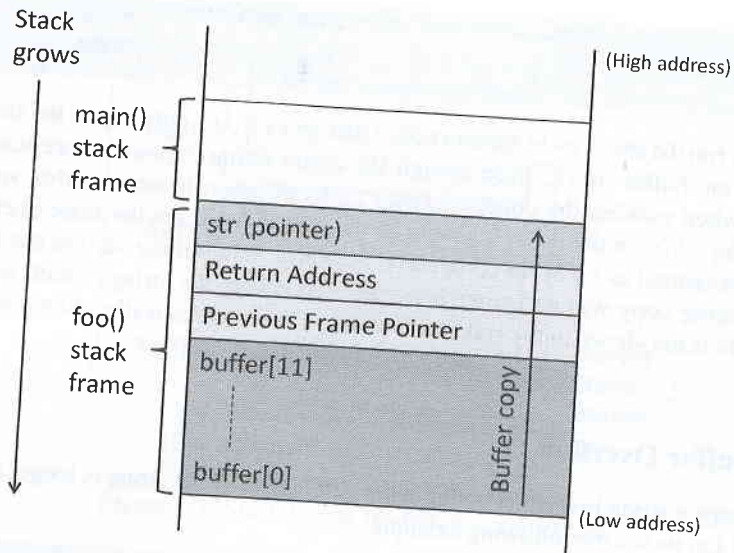 Stack
grows
(High address)
main()
stack
frame
str (pointer)
Return Address
Previous Frame Pointer
foo()
stack
frame
buffer[11]
Buffer copy
buffer[0]
(Low address)